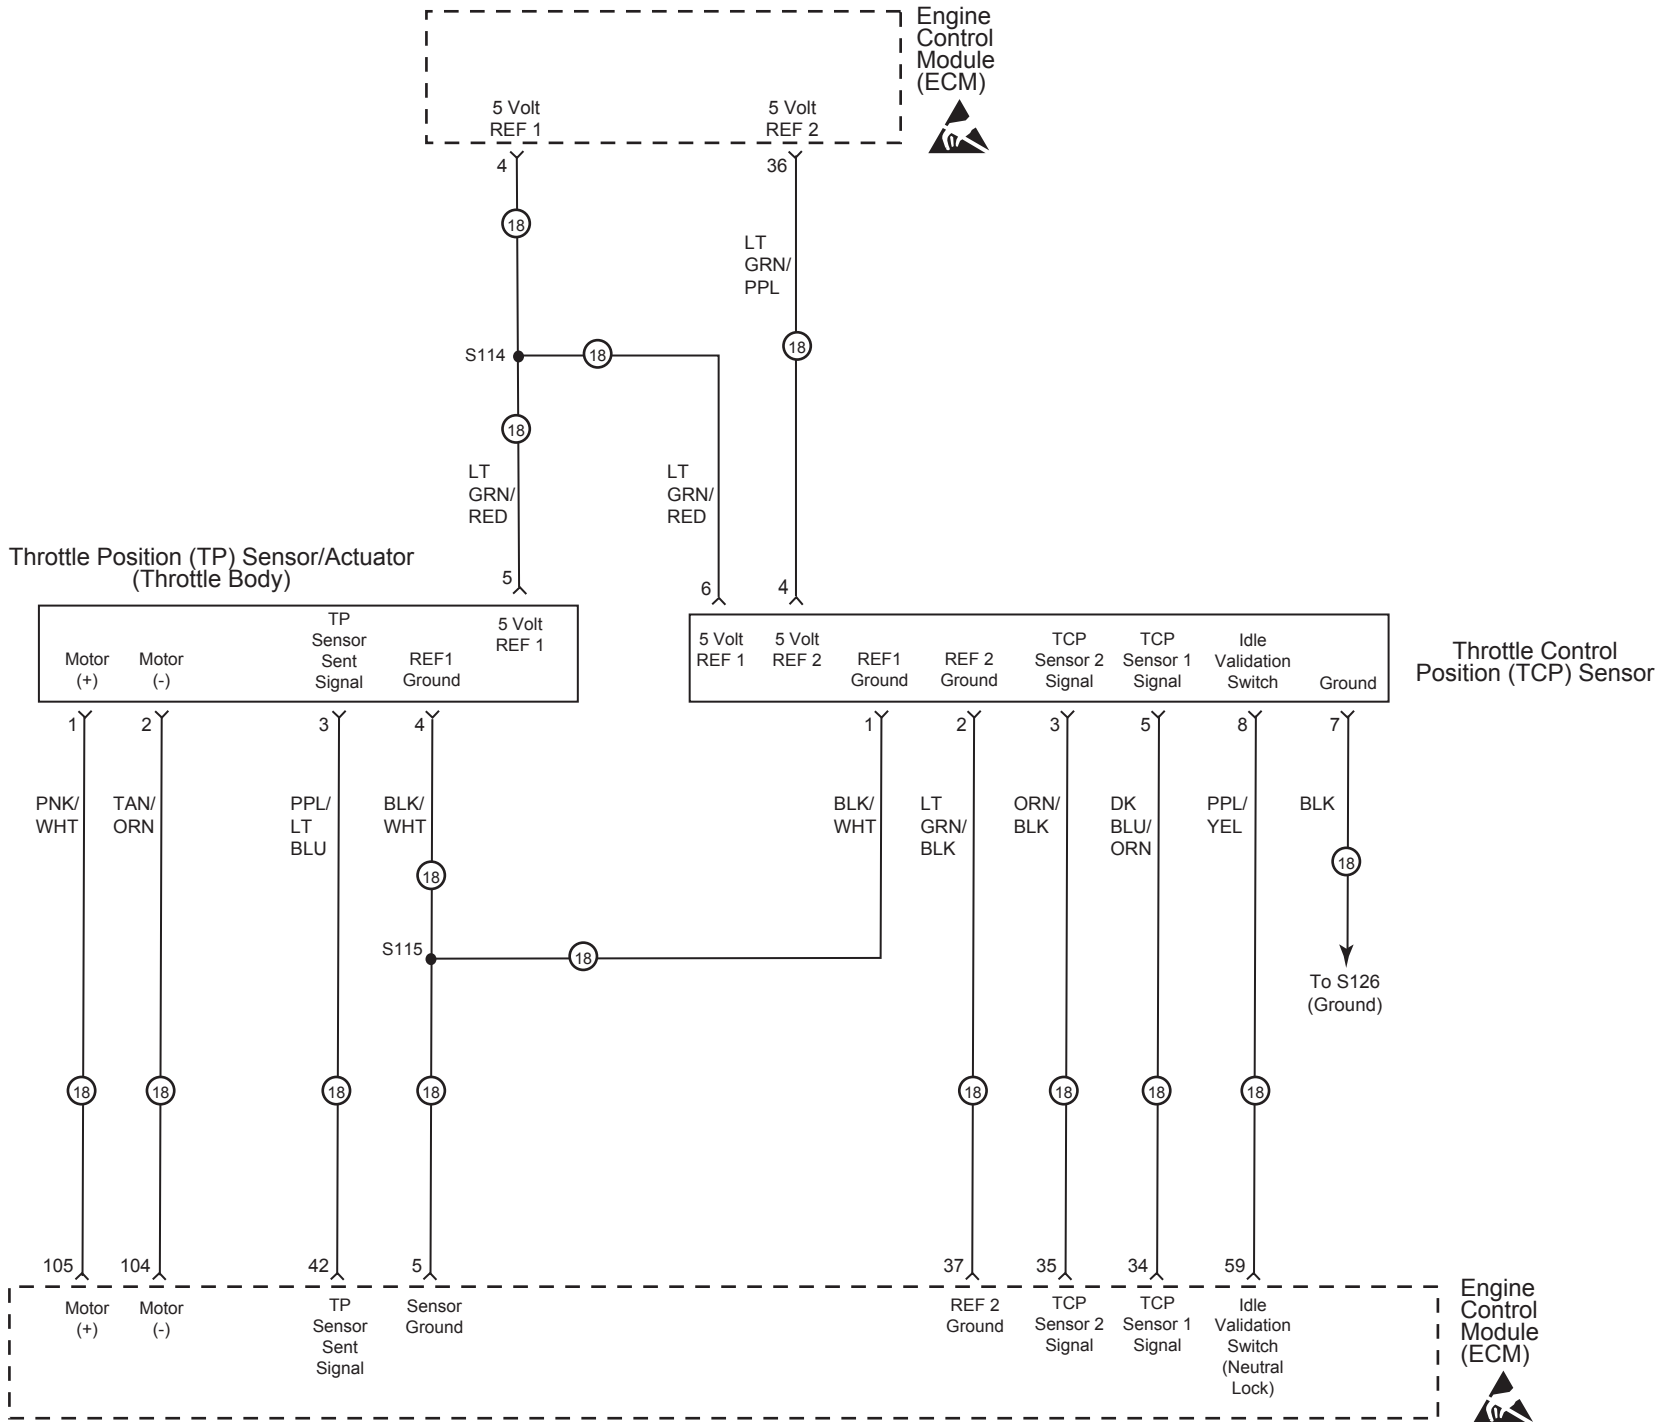 Engine
Control
Module
(ECM)
5 Volt
REF 1
5 Volt
REF 2
4
36
18
LT
GRN/
PPL
S114
18
18
18
LT
GRN/
RED
LT
GRN/
RED
Throttle Position (TP) Sensor/Actuator
(Throttle Body)
5
6
4
Motor
(+)
Motor
(-)
TP
Sensor
Sent
Signal
REF1
Ground
5 Volt
REF 1
5 Volt
REF 1
5 Volt
REF 2
REF1
Ground
REF 2
Ground
TCP
Sensor 2
Signal
TCP
Sensor 1
Signal
Idle
Validation
Switch
Ground
Throttle Control
Position (TCP) Sensor
1
2
3
4
1
2
3
5
8
7
PNK/
WHT
TAN/
ORN
PPL/
LT
BLU
BLK/
WHT
BLK/
WHT
LT
GRN/
BLK
ORN/
BLK
DK
BLU/
ORN
PPL/
YEL
BLK
18
18
S115
18
To S126
(Ground)
18
18
18
18
18
18
18
18
105
104
42
5
37
35
34
59
Motor
(+)
Motor
(-)
TP
Sensor
Sent
Signal
Sensor
Ground
REF 2
Ground
TCP
Sensor 2
Signal
TCP
Sensor 1
Signal
Idle
Validation
Switch
(Neutral
Lock)
Engine
Control
Module
(ECM)